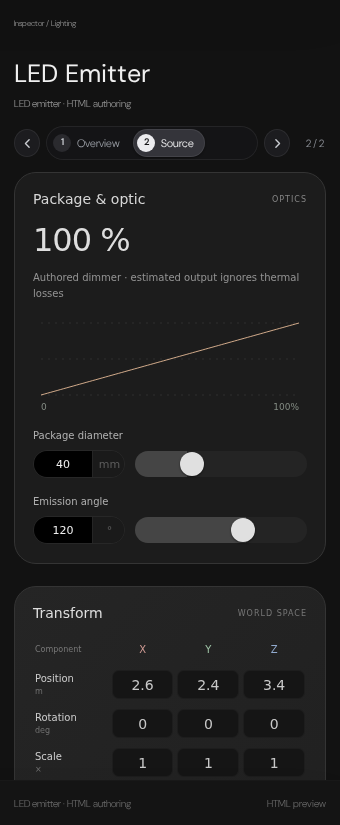 Inspector / Lighting
LED Emitter
LED emitter · HTML authoring
1 Overview 2 Source 2 / 2
Package & optic OPTICS
100 %
Authored dimmer · estimated output ignores thermal
losses
0 100%
Package diameter
40 mm
Emission angle
120 °
Transform WORLD SPACE
Component X Y Z
Position 2.6 2.4 3.4
m
Rotation 0 0 0
deg
Scale 1 1 1
×
LED emitter · HTML authoring HTML preview